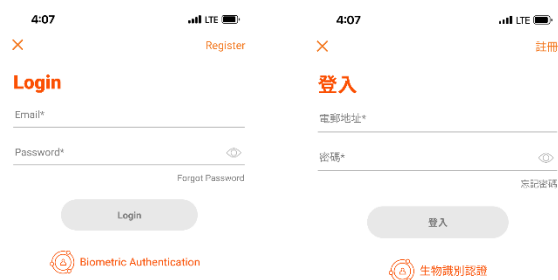 4:07
LTE
Register
Login
Email*
Password*
Forgot Password
Login
Biometric Authentication
4:07
LTE
註冊
登入
電郵地址*
密碼*
忘記密碼
登入
生物識別認證